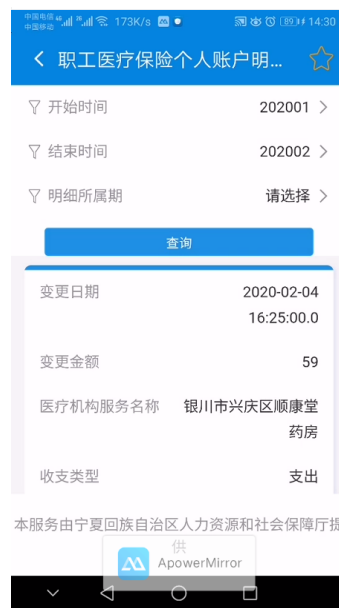 中国电信 46 36 173K/s 89 14:30
中国移动
职工医疗保险个人账户明...
开始时间 202001
结束时间 202002
明细所属期 请选择
查询
变更日期 2020-02-04
16:25:00.0
变更金额 59
医疗机构服务名称 银川市兴庆区顺康堂
药房
收支类型 支出
本服务由宁夏回族自治区人力资源和社会保障厅提
供
ApowerMirror